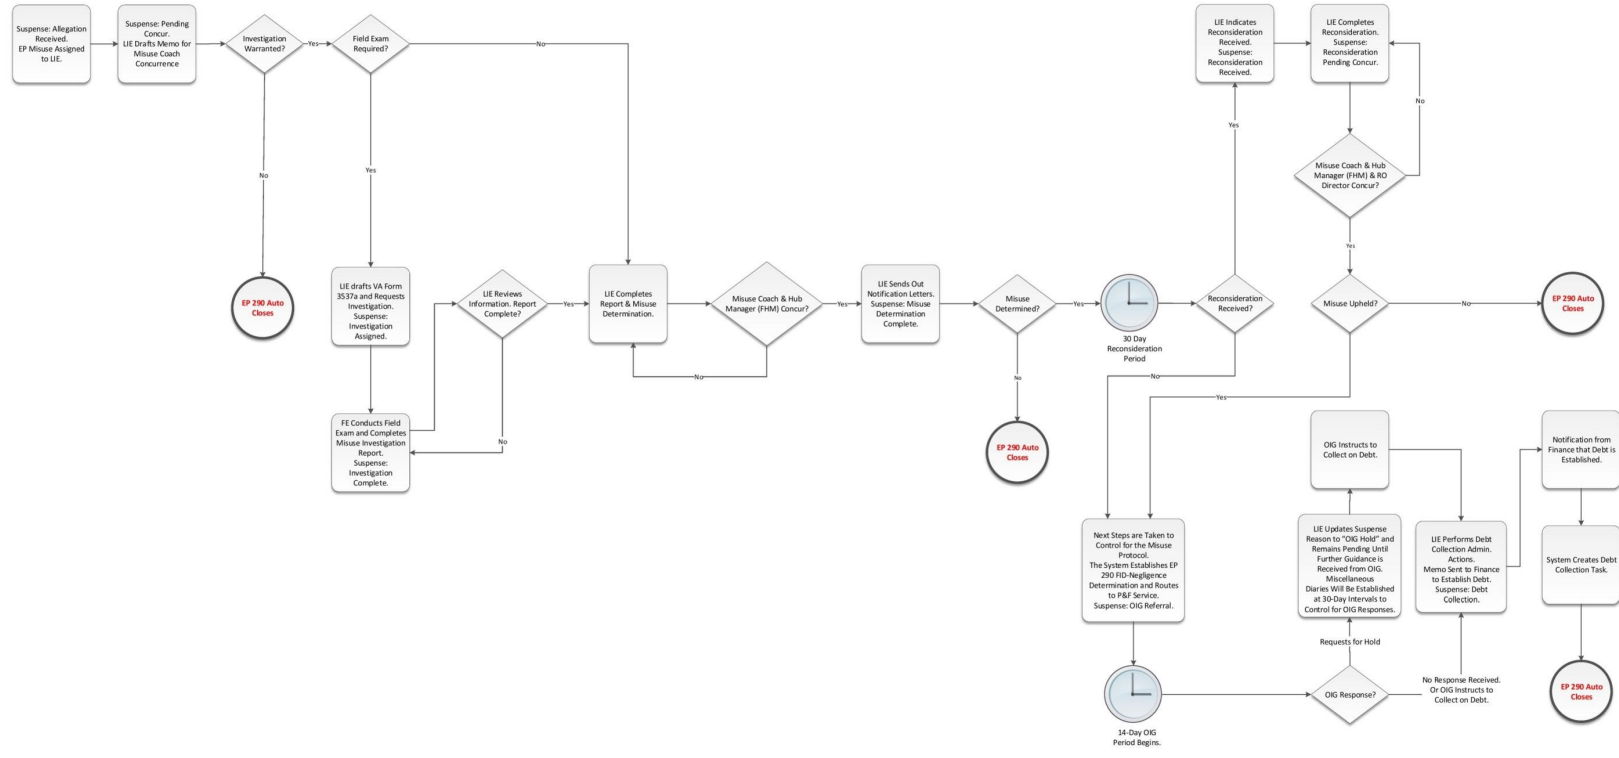 Suspense: Allegation
Received.
EP Misuse Assigned
to LIE.
Suspense: Pending
Concur.
LIE Drafts Memo for
Misuse Coach
Concurrence
Investigation
Warranted?
Yes
Field Exam
Required?
No
No
Yes
EP 290 Auto
Closes
LIE drafts VA Form
3537a and Requests
Investigation.
Suspense:
Investigation
Assigned.
FE Conducts Field
Exam and Completes
Misuse Investigation
Report.
Suspense:
Investigation
Complete.
LIE Reviews
Information. Report
Complete?
Yes
No
LIE Completes
Report & Misuse
Determination.
Misuse Coach & Hub
Manager (FHM) Concur?
No
Yes
LIE Sends Out
Notification Letters.
Suspense: Misuse
Determination
Complete.
Misuse
Determined?
Yes
No
EP 290 Auto
Closes
30 Day
Reconsideration
Period
Reconsideration
Received?
Yes
No
LIE Indicates
Reconsideration
Received.
Suspense:
Reconsideration
Received.
LIE Completes
Reconsideration.
Suspense:
Reconsideration
Pending Concur.
No
Misuse Coach & Hub
Manager (FHM) & RO
Director Concur?
Yes
Misuse Upheld?
No
EP 290 Auto
Closes
Yes
Next Steps are Taken to
Control for the Misuse
Protocol.
The System Establishes EP
290 FID-Negligence
Determination and Routes
to P&F Service.
Suspense: OIG Referral.
14-Day OIG
Period Begins.
OIG Response?
Requests for Hold
LIE Updates Suspense
Reason to "OIG Hold" and
Remains Pending Until
Further Guidance is
Received from OIG.
Miscellaneous
Diaries Will Be Established
at 30-Day Intervals to
Control for OIG Responses.
OIG Instructs to
Collect on Debt.
No Response Received.
Or OIG Instructs to
Collect on Debt.
LIE Performs Debt
Collection Admin.
Actions.
Memo Sent to Finance
to Establish Debt.
Suspense: Debt
Collection.
Notification from
Finance that Debt is
Established.
System Creates Debt
Collection Task.
EP 290 Auto
Closes